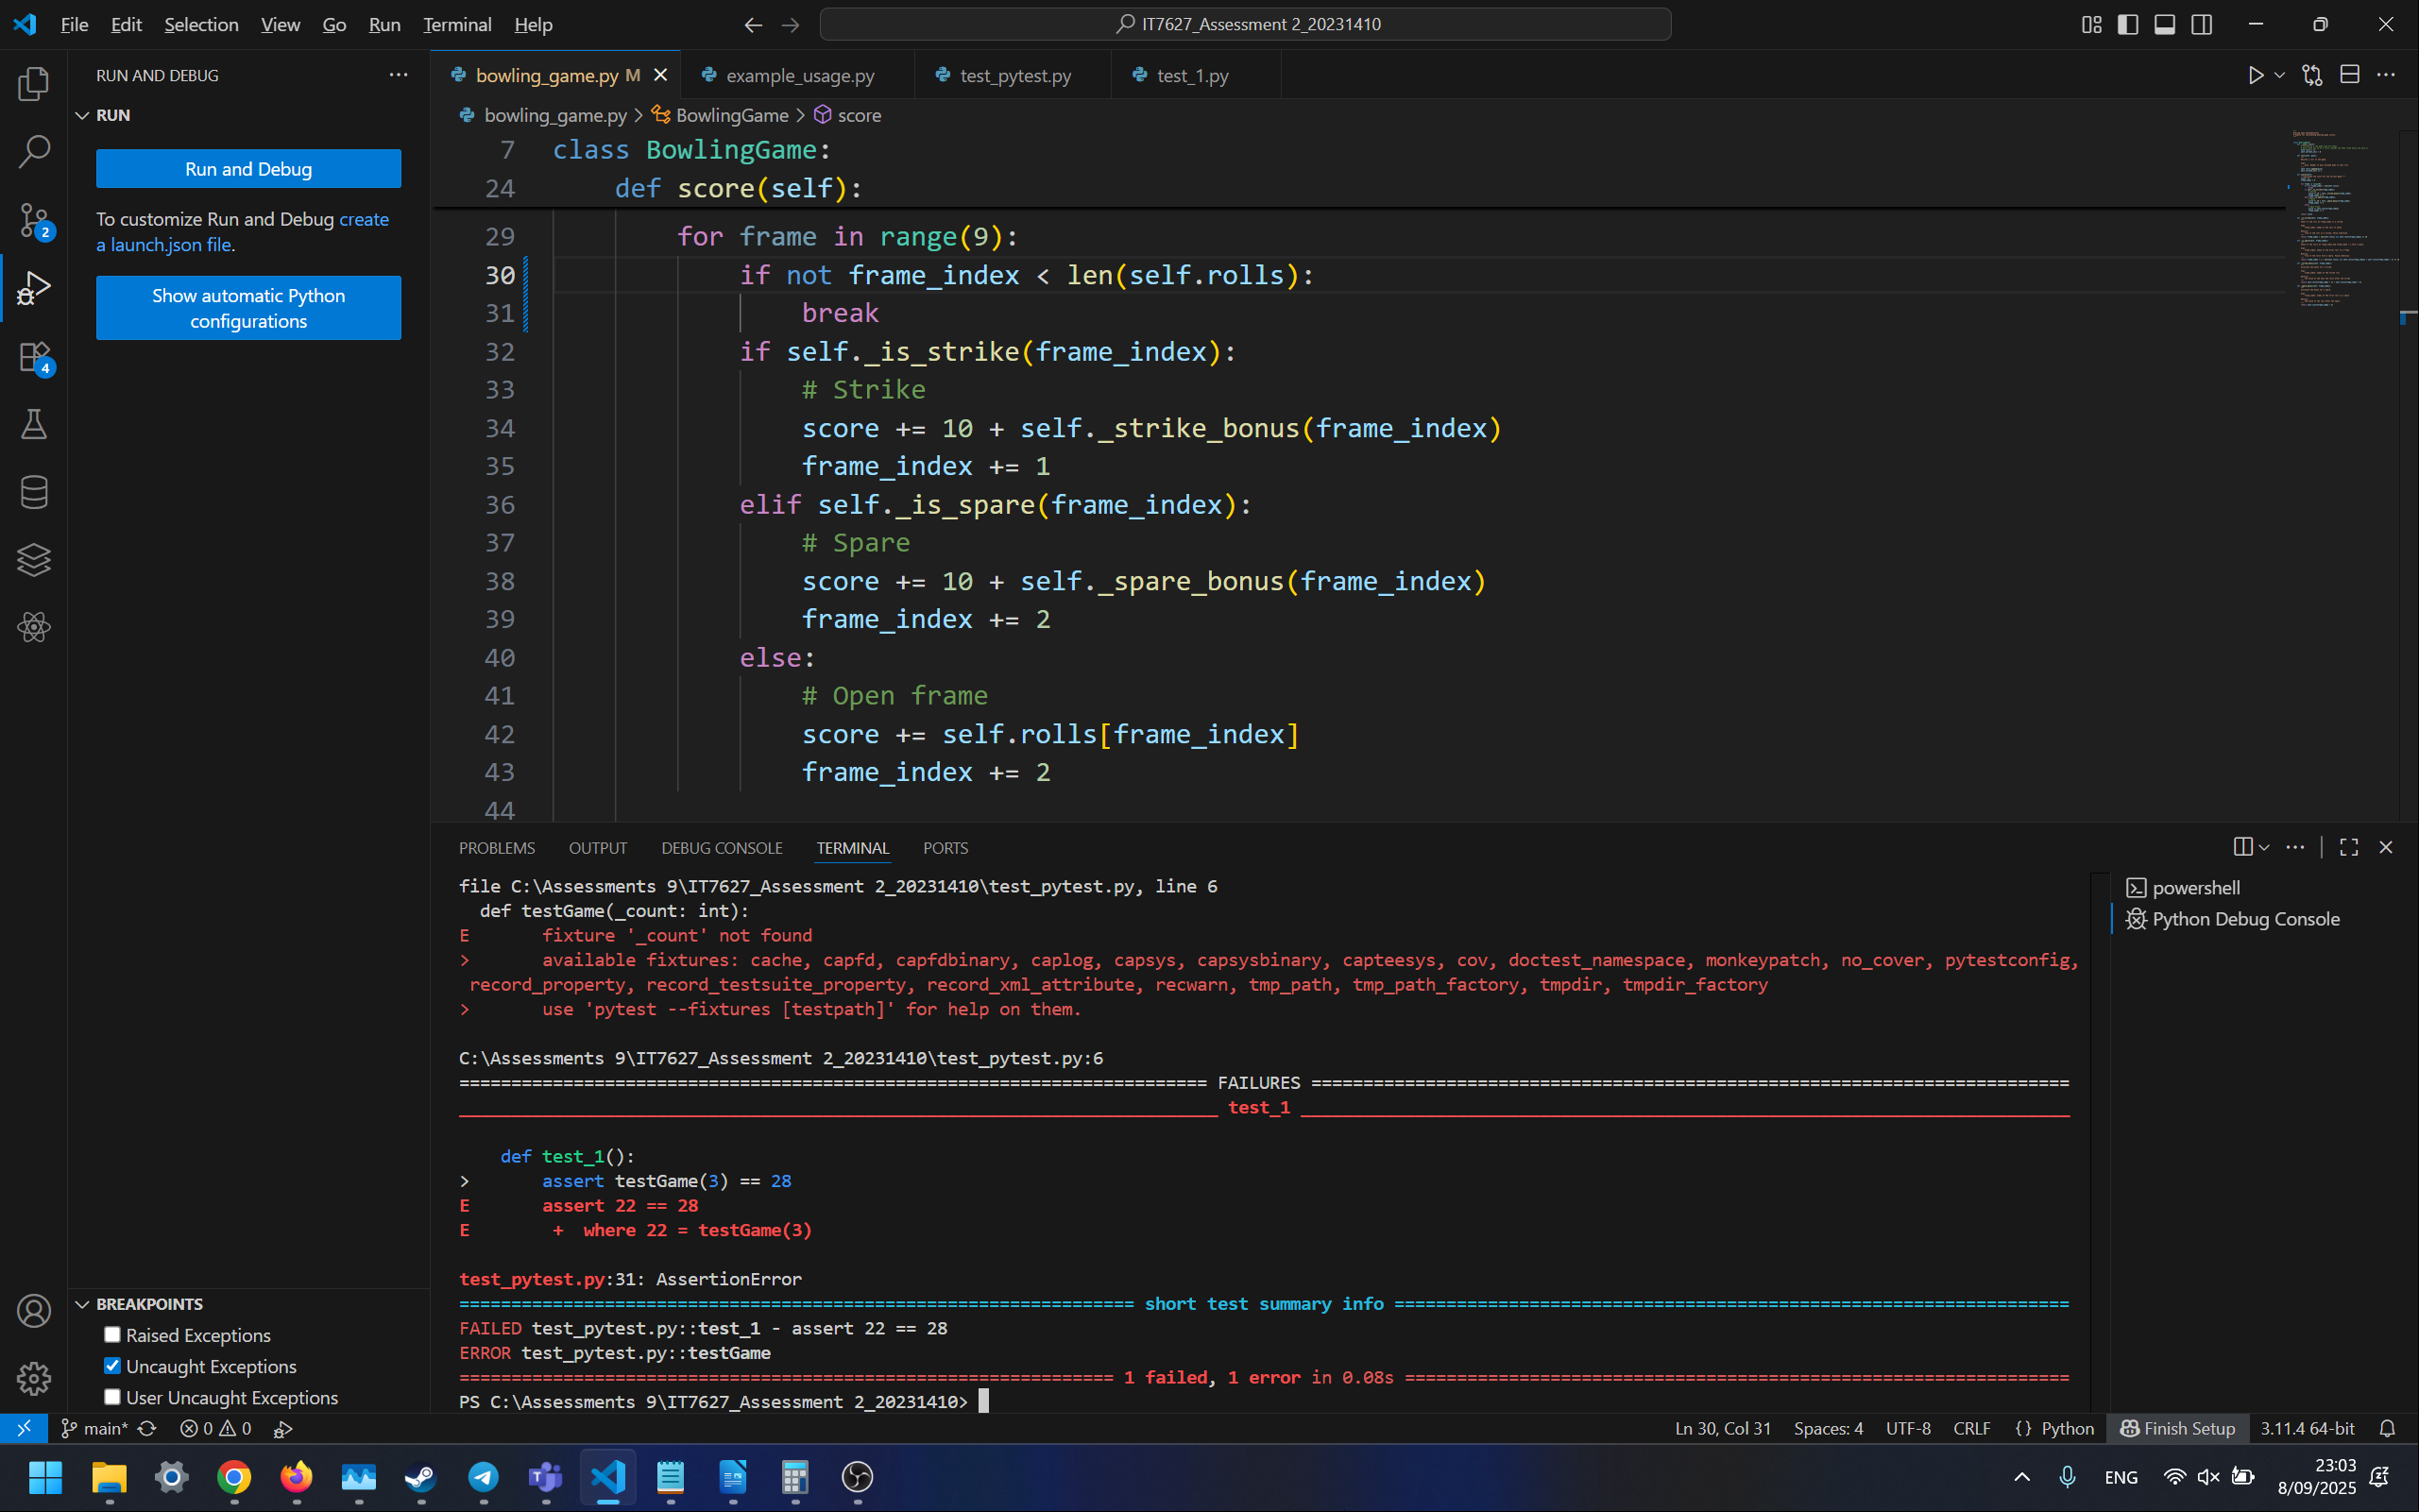 File Edit Selection View Go Run Terminal Help
IT7627_Assessment 2_20231410
RUN AND DEBUG
RUN
Run and Debug
To customize Run and Debug create
a launch.json file.
Show automatic Python
configurations
2
4
bowling_game.py M
example_usage.py
test_pytest.py
test_1.py
bowling_game.py > BowlingGame > score
7 class BowlingGame:
24 def score(self):
29 for frame in range(9):
30 if not frame_index < len(self.rolls):
31 break
32 if self._is_strike(frame_index):
33 # Strike
34 score += 10 + self._strike_bonus(frame_index)
35 frame_index += 1
36 elif self._is_spare(frame_index):
37 # Spare
38 score += 10 + self._spare_bonus(frame_index)
39 frame_index += 2
40 else:
41 # Open frame
42 score += self.rolls[frame_index]
43 frame_index += 2
44
PROBLEMS OUTPUT DEBUG CONSOLE TERMINAL PORTS
file C:\Assessments 9\IT7627_Assessment 2_20231410\test_pytest.py, line 6
def testGame(_count: int):
E fixture '_count' not found
> available fixtures: cache, capfd, capfdbinary, caplog, capsys, capsysbinary, capteesys, cov, doctest_namespace, monkeypatch, no_cover, pytestconfig,
record_property, record_testsuite_property, record_xml_attribute, recwarn, tmp_path, tmp_path_factory, tmpdir, tmpdir_factory
> use 'pytest --fixtures [testpath]' for help on them.
C:\Assessments 9\IT7627_Assessment 2_20231410\test_pytest.py:6
FAILURES
test_1
def test_1():
> assert testGame(3) == 28
E assert 22 == 28
E + where 22 = testGame(3)
test_pytest.py:31: AssertionError
short test summary info
FAILED test_pytest.py::test_1 - assert 22 == 28
ERROR test_pytest.py::testGame
1 failed, 1 error in 0.08s
PS C:\Assessments 9\IT7627_Assessment 2_20231410>
powershell
Python Debug Console
BREAKPOINTS
Raised Exceptions
Uncaught Exceptions
User Uncaught Exceptions
main* 0 0 Ln 30, Col 31 Spaces: 4 UTF-8 CRLF {} Python Finish Setup 3.11.4 64-bit
ENG
23:03
8/09/2025